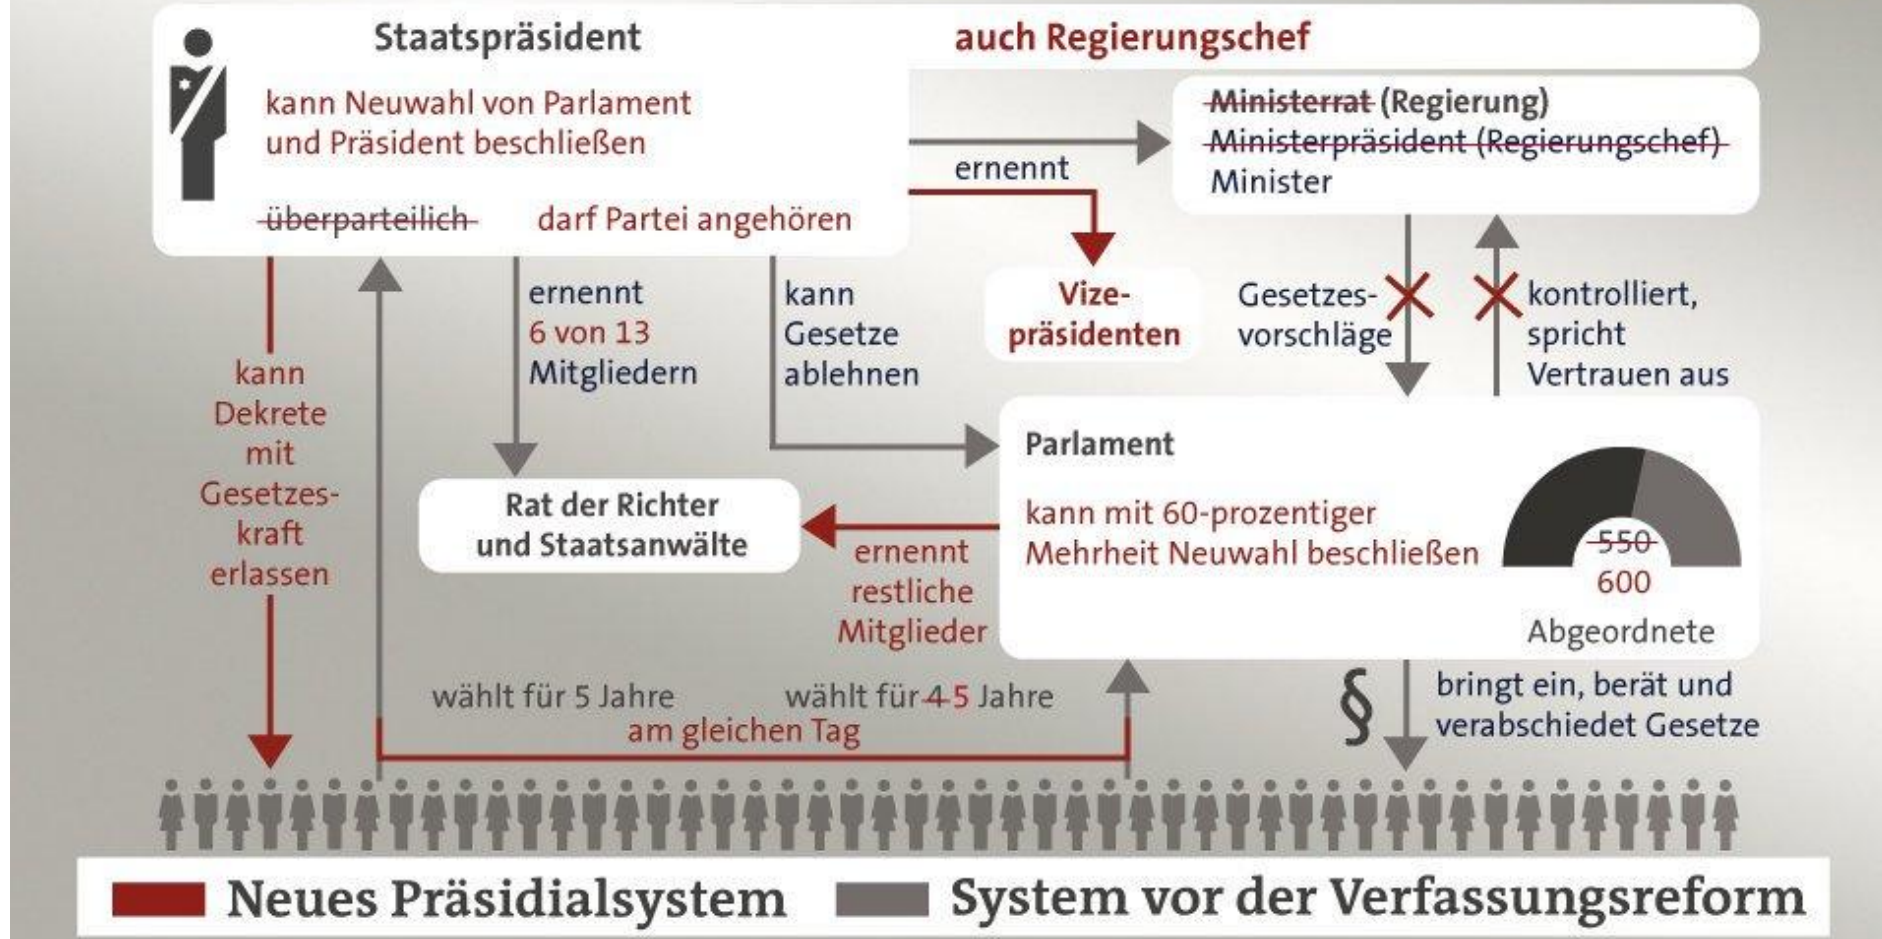 Staatspräsident
auch Regierungschef
kann Neuwahl von Parlament
und Präsident beschließen
überparteilich
darf Partei angehören
Ministerrat (Regierung)
Ministerpräsident (Regierungschef)
Minister
ernennt
Vize-
präsidenten
kann
Dekrete
mit
Gesetzes-
kraft
erlassen
ernennt
6 von 13
Mitgliedern
kann
Gesetze
ablehnen
Gesetzes-
vorschläge
kontrolliert,
spricht
Vertrauen aus
Rat der Richter
und Staatsanwälte
ernennt
restliche
Mitglieder
Parlament
kann mit 60-prozentiger
Mehrheit Neuwahl beschließen
550
600
Abgeordnete
wählt für 5 Jahre
wählt für 4 5 Jahre
am gleichen Tag
§
bringt ein, berät und
verabschiedet Gesetze
Neues Präsidialsystem
System vor der Verfassungsreform